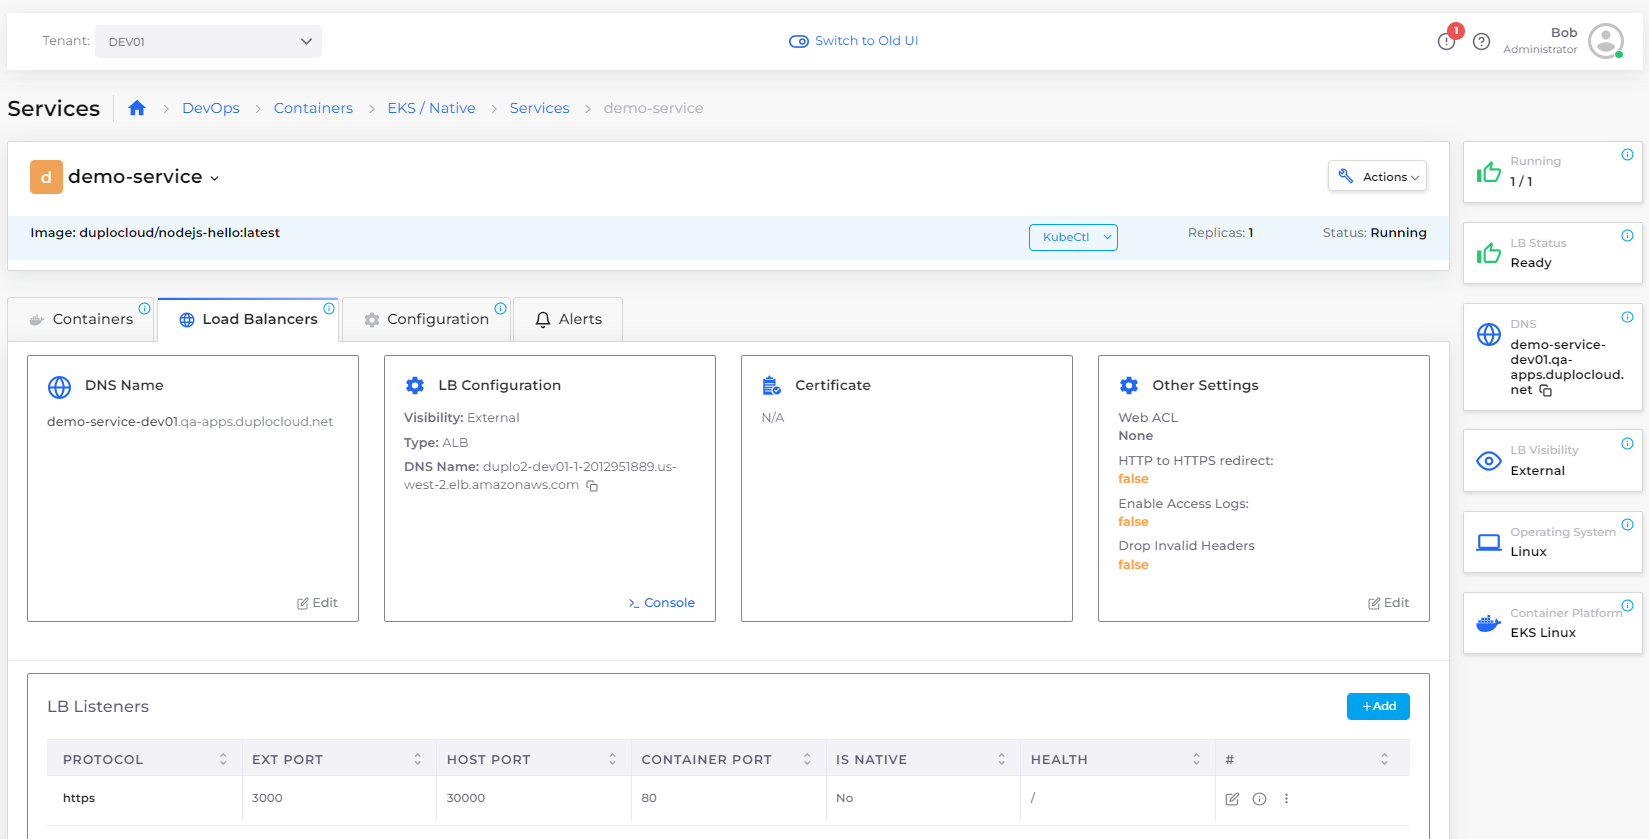 Tenant: DEV01
Switch to Old UI
1
Bob
Administrator
Services
DevOps
Containers
EKS / Native
Services
demo-service
d demo-service
Actions
Image: duplocloud/nodejs-hello:latest
KubeCtl
Replicas: 1
Status: Running
Running
1 / 1
LB Status
Ready
DNS
demo-service-
dev01.qa-
apps.duplocloud.
net
LB Visibility
External
Operating System
Linux
Container Platform
EKS Linux
Containers
Load Balancers
Configuration
Alerts
DNS Name
demo-service-dev01.qa-apps.duplocloud.net
Edit
LB Configuration
Visibility: External
Type: ALB
DNS Name: duplo2-dev01-1-2012951889.us-
west-2.elb.amazonaws.com
Console
Certificate
N/A
Other Settings
Web ACL
None
HTTP to HTTPS redirect:
false
Enable Access Logs:
false
Drop Invalid Headers
false
Edit
LB Listeners
+Add
PROTOCOL EXT PORT HOST PORT CONTAINER PORT IS NATIVE HEALTH #
https 3000 30000 80 No /